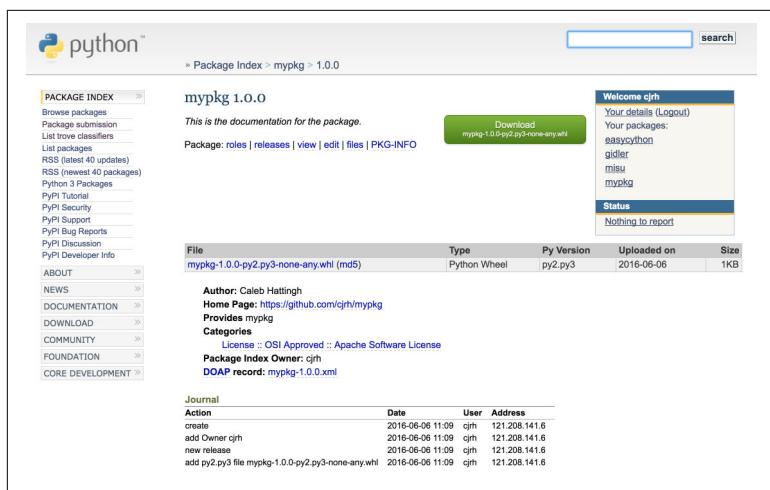 python™
search
» Package Index > mypkg > 1.0.0
PACKAGE INDEX »
Browse packages
Package submission
List trove classifiers
List packages
RSS (latest 40 updates)
RSS (newest 40 packages)
Python 3 Packages
PyPI Tutorial
PyPI Security
PyPI Support
PyPI Bug Reports
PyPI Discussion
PyPI Developer Info
ABOUT »
NEWS »
DOCUMENTATION »
DOWNLOAD »
COMMUNITY »
FOUNDATION »
CORE DEVELOPMENT »
mypkg 1.0.0
This is the documentation for the package.
Package: roles | releases | view | edit | files | PKG-INFO
Download
mypkg-1.0.0-py2.py3-none-any.whl
Welcome cjrh
Your details (Logout)
Your packages:
easycython
gidler
misu
mypkg
Status
Nothing to report
File Type Py Version Uploaded on Size
mypkg-1.0.0-py2.py3-none-any.whl (md5) Python Wheel py2.py3 2016-06-06 1KB
Author: Caleb Hattingh
Home Page: https://github.com/cjrh/mypkg
Provides mypkg
Categories
License :: OSI Approved :: Apache Software License
Package Index Owner: cjrh
DOAP record: mypkg-1.0.0.xml
Journal
Action Date User Address
create 2016-06-06 11:09 cjrh 121.208.141.6
add Owner cjrh 2016-06-06 11:09 cjrh 121.208.141.6
new release 2016-06-06 11:09 cjrh 121.208.141.6
add py2.py3 file mypkg-1.0.0-py2.py3-none-any.whl 2016-06-06 11:09 cjrh 121.208.141.6